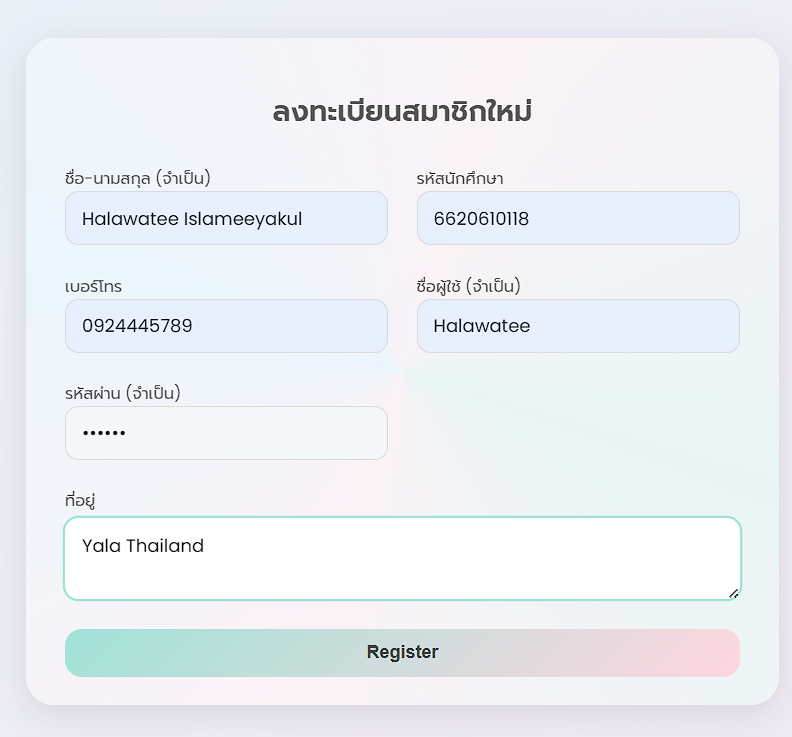 ลงทะเบียนสมาชิกใหม่
ชื่อ-นามสกุล (จำเป็น)
รหัสนักศึกษา
Halawatee Islameeyakul
6620610118
เบอร์โทร
ชื่อผู้ใช้ (จำเป็น)
0924445789
Halawatee
รหัสผ่าน (จำเป็น)
••••••
ที่อยู่
Yala Thailand
Register